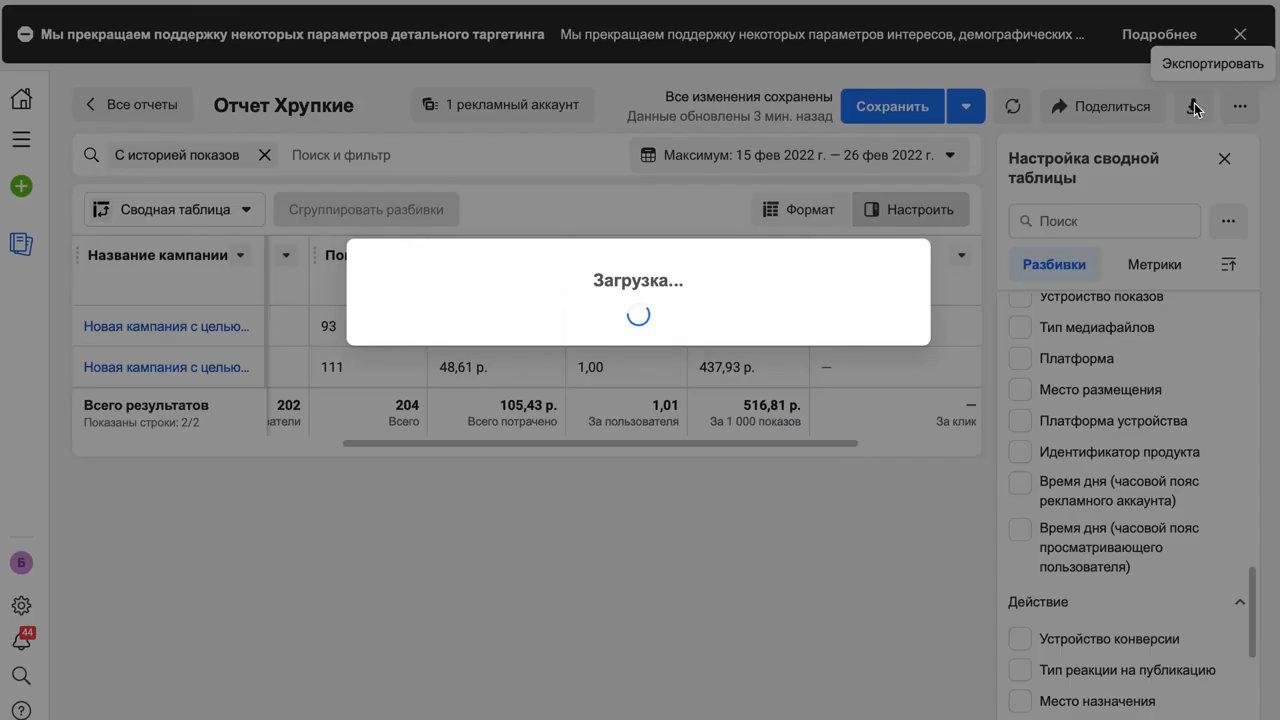 Мы прекращаем поддержку некоторых параметров детального таргетинга
Мы прекращаем поддержку некоторых параметров интересов, демографических ...
Подробнее
Экспортировать
Все отчеты
Отчет Хрупкие
1 рекламный аккаунт
Все изменения сохранены
Данные обновлены 3 мин. назад
Сохранить
Поделиться
С историей показов
Поиск и фильтр
Максимум: 15 фев 2022 г. — 26 фев 2022 г.
Сводная таблица
Сгруппировать разбивки
Формат
Настроить
Название кампании
Загрузка...
Новая кампания с целью...
93
Новая кампания с целью...
111
48,61 р.
1,00
437,93 р.
—
Всего результатов
202
204
105,43 р.
1,01
516,81 р.
—
Показаны строки: 2/2
Всего
Всего потрачено
За пользователя
За 1 000 показов
За клик
Настройка сводной
таблицы
Поиск
Разбивки
Метрики
Устройство показов
Тип медиафайлов
Платформа
Место размещения
Платформа устройства
Идентификатор продукта
Время дня (часовой пояс
рекламного аккаунта)
Время дня (часовой пояс
просматривающего
пользователя)
Действие
Устройство конверсии
Тип реакции на публикацию
Место назначения
Б
44